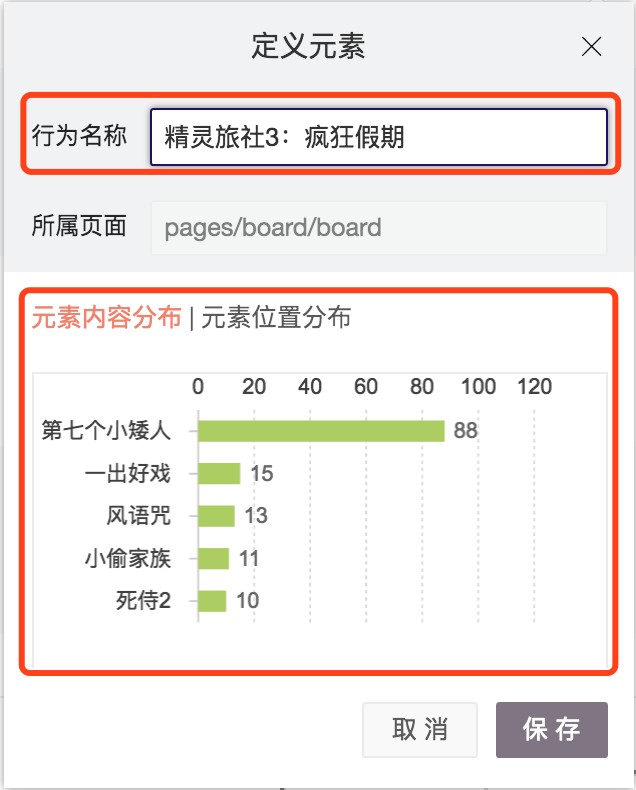 定义元素
行为名称 精灵旅社3：疯狂假期
所属页面 pages/board/board
元素内容分布 | 元素位置分布
0 20 40 60 80 100 120
第七个小矮人 88
一出好戏 15
风语咒 13
小偷家族 11
死侍2 10
取 消 保 存